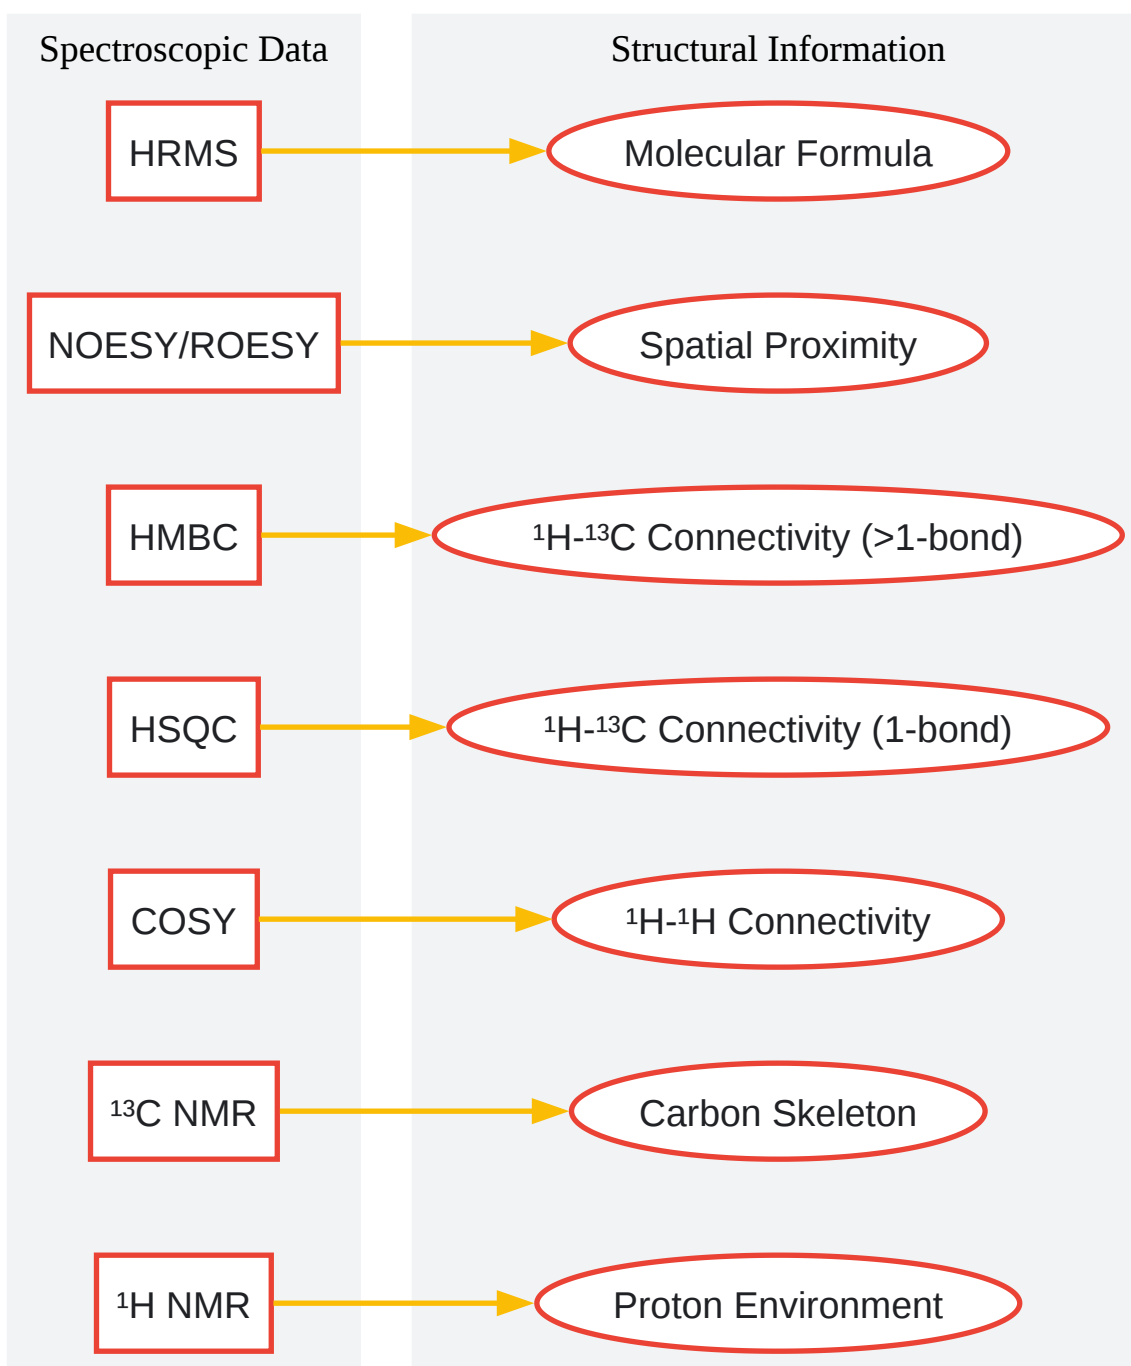 Spectroscopic Data
Structural Information
HRMS
Molecular Formula
NOESY/ROESY
Spatial Proximity
HMBC
¹H-¹³C Connectivity (>1-bond)
HSQC
¹H-¹³C Connectivity (1-bond)
COSY
¹H-¹H Connectivity
¹³C NMR
Carbon Skeleton
¹H NMR
Proton Environment